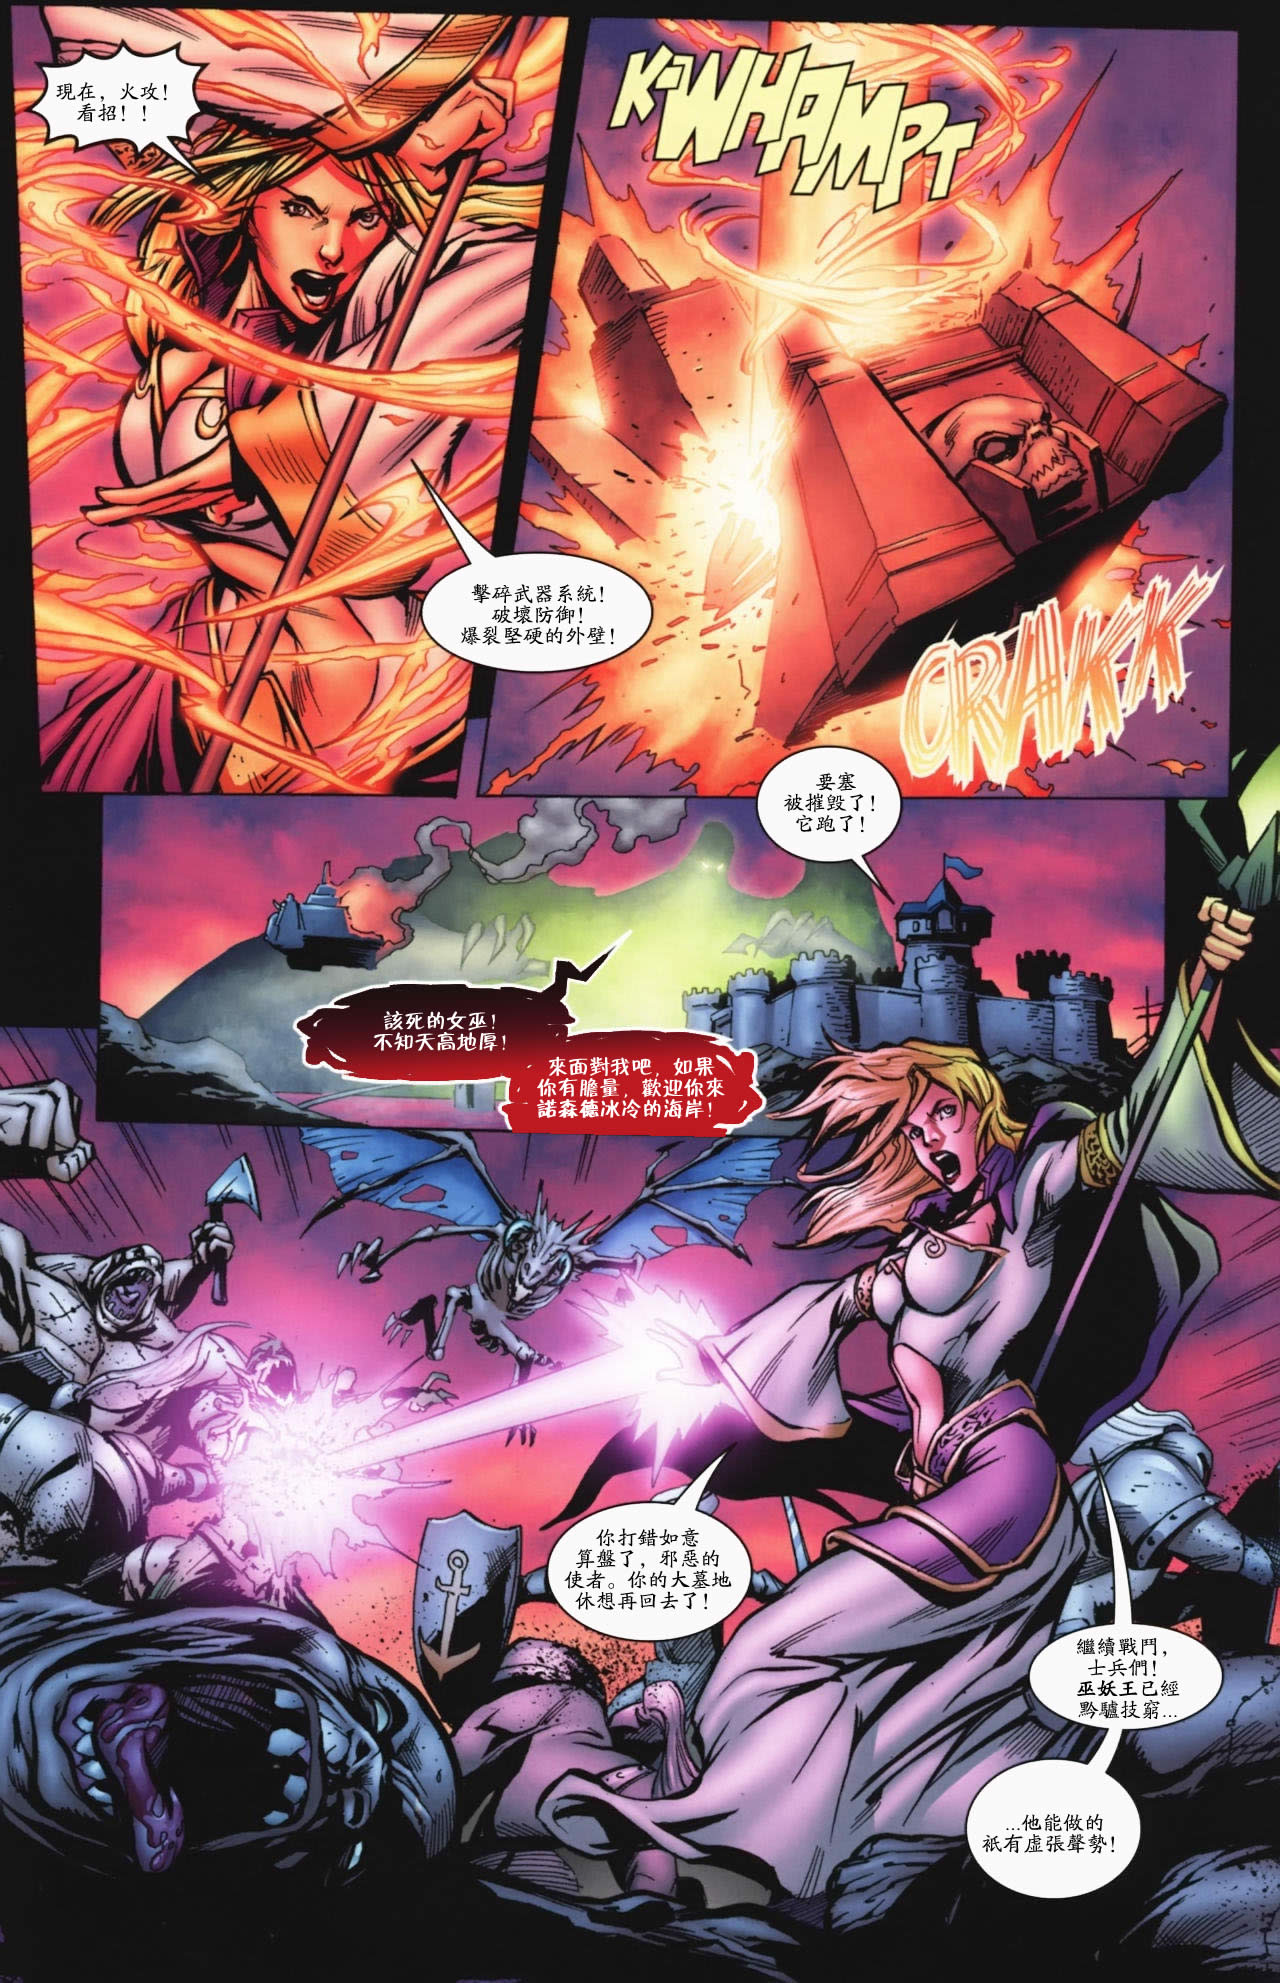 現在，火攻！
看招！！
K-WHAMPT
擊碎武器系統！
破壞防御！
爆裂堅硬的外壁！
CRAKK
要塞
被摧毀了！
它跑了！
該死的女巫！
不知天高地厚！
來面對我吧，如果
你有膽量，歡迎你來
諾森德冰冷的海岸！
你打錯如意
算盤了，邪惡的
使者。你的大墓地
休想再回去了！
繼續戰鬥，
士兵們！
巫妖王已經
黔驢技窮...
...他能做的
祇有虛張聲勢！